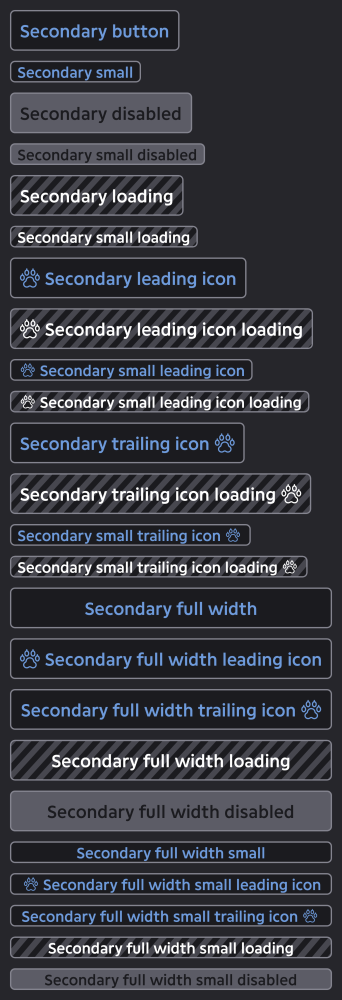 Secondary button
Secondary small
Secondary disabled
Secondary small disabled
Secondary loading
Secondary small loading
Secondary leading icon
Secondary leading icon loading
Secondary small leading icon
Secondary small leading icon loading
Secondary trailing icon
Secondary trailing icon loading
Secondary small trailing icon
Secondary small trailing icon loading
Secondary full width
Secondary full width leading icon
Secondary full width trailing icon
Secondary full width loading
Secondary full width disabled
Secondary full width small
Secondary full width small leading icon
Secondary full width small trailing icon
Secondary full width small loading
Secondary full width small disabled